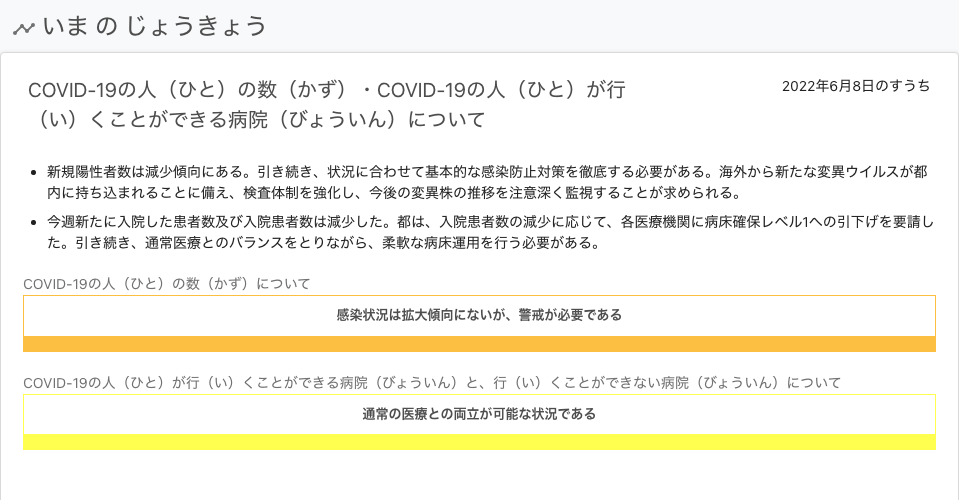 いま の じょうきょう
COVID-19の人（ひと）の数（かず）・COVID-19の人（ひと）が行
（い）くことができる病院（びょういん）について
2022年6月8日のすうち
新規陽性者数は減少傾向にある。引き続き、状況に合わせて基本的な感染防止対策を徹底する必要がある。海外から新たな変異ウイルスが都
内に持ち込まれることに備え、検査体制を強化し、今後の変異株の推移を注意深く監視することが求められる。
今週新たに入院した患者数及び入院患者数は減少した。都は、入院患者数の減少に応じて、各医療機関に病床確保レベル1への引下げを要請し
た。引き続き、通常医療とのバランスをとりながら、柔軟な病床運用を行う必要がある。
COVID-19の人（ひと）の数（かず）について
感染状況は拡大傾向にないが、警戒が必要である
COVID-19の人（ひと）が行（い）くことができる病院（びょういん）と、行（い）くことができない病院（びょういん）について
通常の医療との両立が可能な状況である